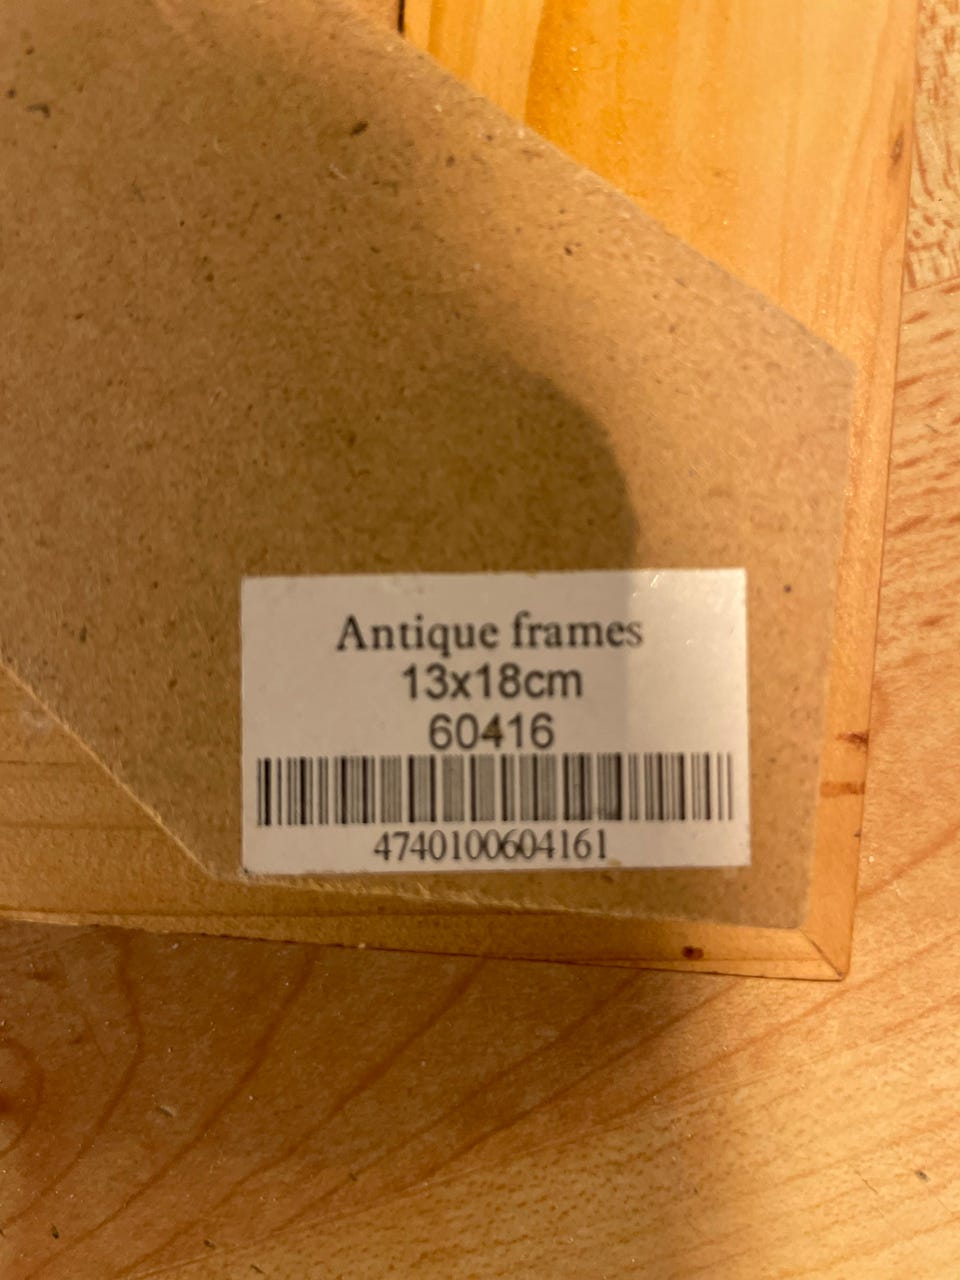 Antique frames
13x18cm
60416
4740100604161